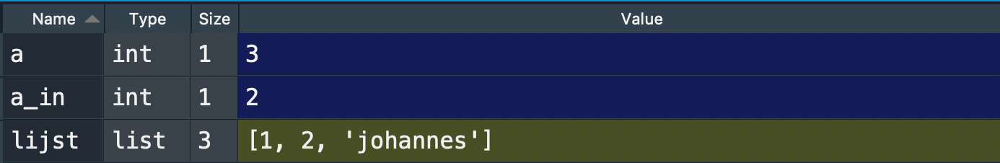 Name Type Size Value
a int 1 3
a_in int 1 2
lijst list 3 [1, 2, 'johannes']